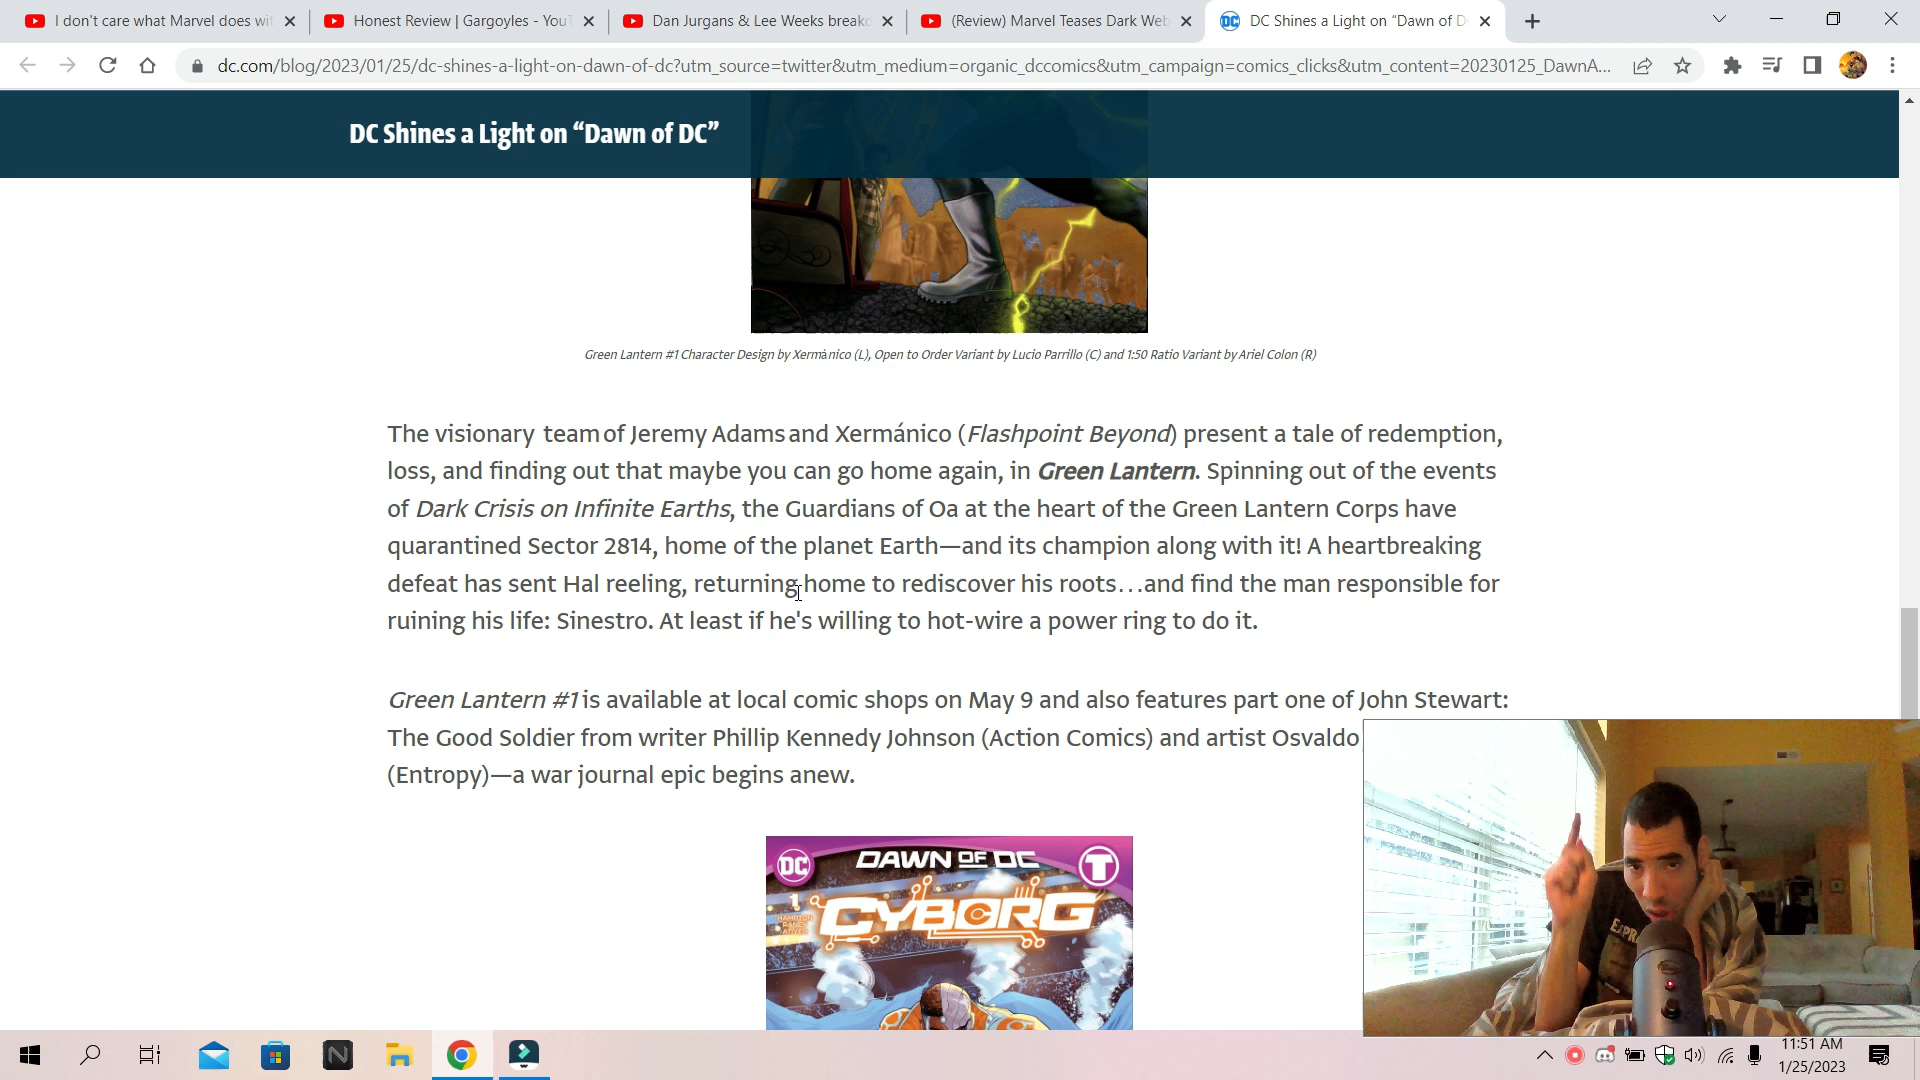 I don't care what Marvel does wit
Honest Review | Gargoyles - YouT
Dan Jurgans & Lee Weeks breakd
(Review) Marvel Teases Dark Web
DC Shines a Light on "Dawn of D
dc.com/blog/2023/01/25/dc-shines-a-light-on-dawn-of-dc?utm_source=twitter&utm_medium=organic_dccomics&utm_campaign=comics_clicks&utm_content=20230125_DawnA...
DC Shines a Light on “Dawn of DC”
Green Lantern #1 Character Design by Xermánico (L), Open to Order Variant by Lucio Parrillo (C) and 1:50 Ratio Variant by Ariel Colon (R)
The visionary team of Jeremy Adams and Xermánico (Flashpoint Beyond) present a tale of redemption,
loss, and finding out that maybe you can go home again, in Green Lantern. Spinning out of the events
of Dark Crisis on Infinite Earths, the Guardians of Oa at the heart of the Green Lantern Corps have
quarantined Sector 2814, home of the planet Earth—and its champion along with it! A heartbreaking
defeat has sent Hal reeling, returning home to rediscover his roots…and find the man responsible for
ruining his life: Sinestro. At least if he's willing to hot-wire a power ring to do it.
Green Lantern #1 is available at local comic shops on May 9 and also features part one of John Stewart:
The Good Soldier from writer Phillip Kennedy Johnson (Action Comics) and artist Osvaldo
(Entropy)—a war journal epic begins anew.
DC
DAWN OF DC
T
1
CYBORG
11:51 AM
1/25/2023